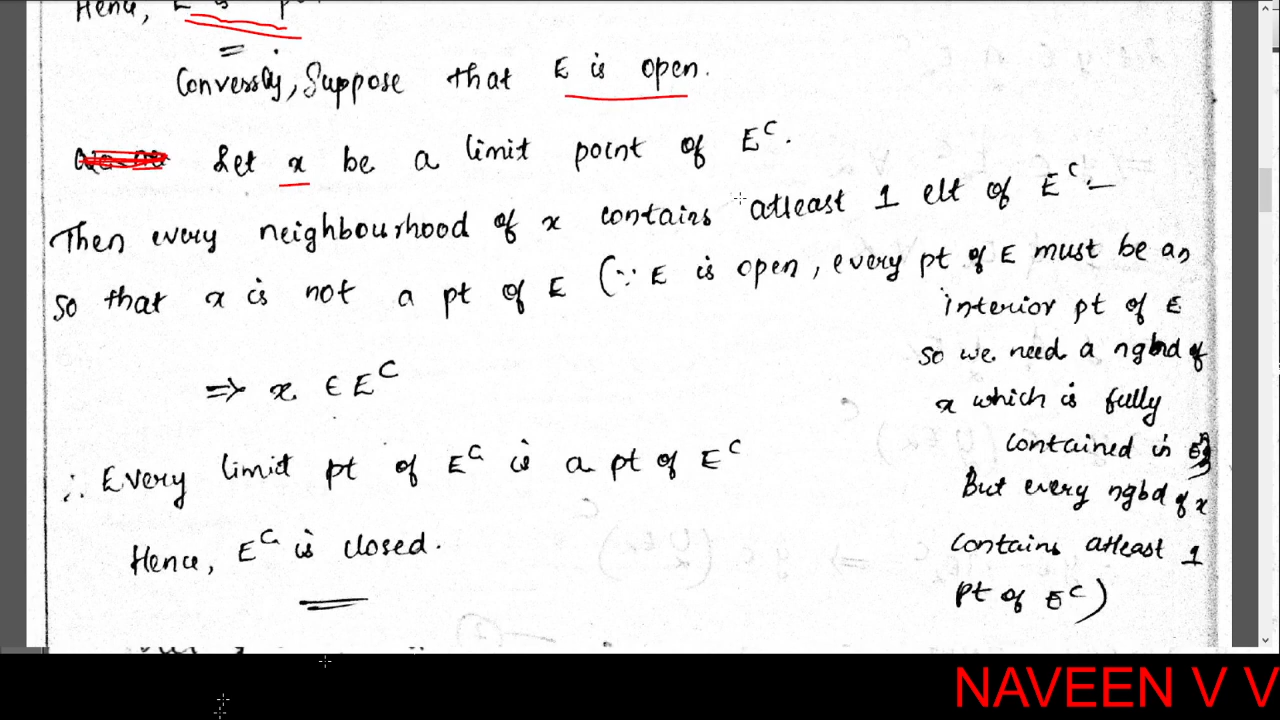 Hence, E is
Conversly, Suppose that E is open.
Let x be a limit point of E^C.
Then every neighbourhood of x contains atleast 1 elt of E^C.
so that x is not a pt of E (∵ E is open, every pt of E must be an
interior pt of E
so we need a ngbd of
x which is fully
contained in E,
But every ngbd of x
contains atleast 1
pt of E^C)
⇒ x ∈ E^C
∴ Every limit pt of E^C is a pt of E^C
Hence, E^C is closed.
NAVEEN V V